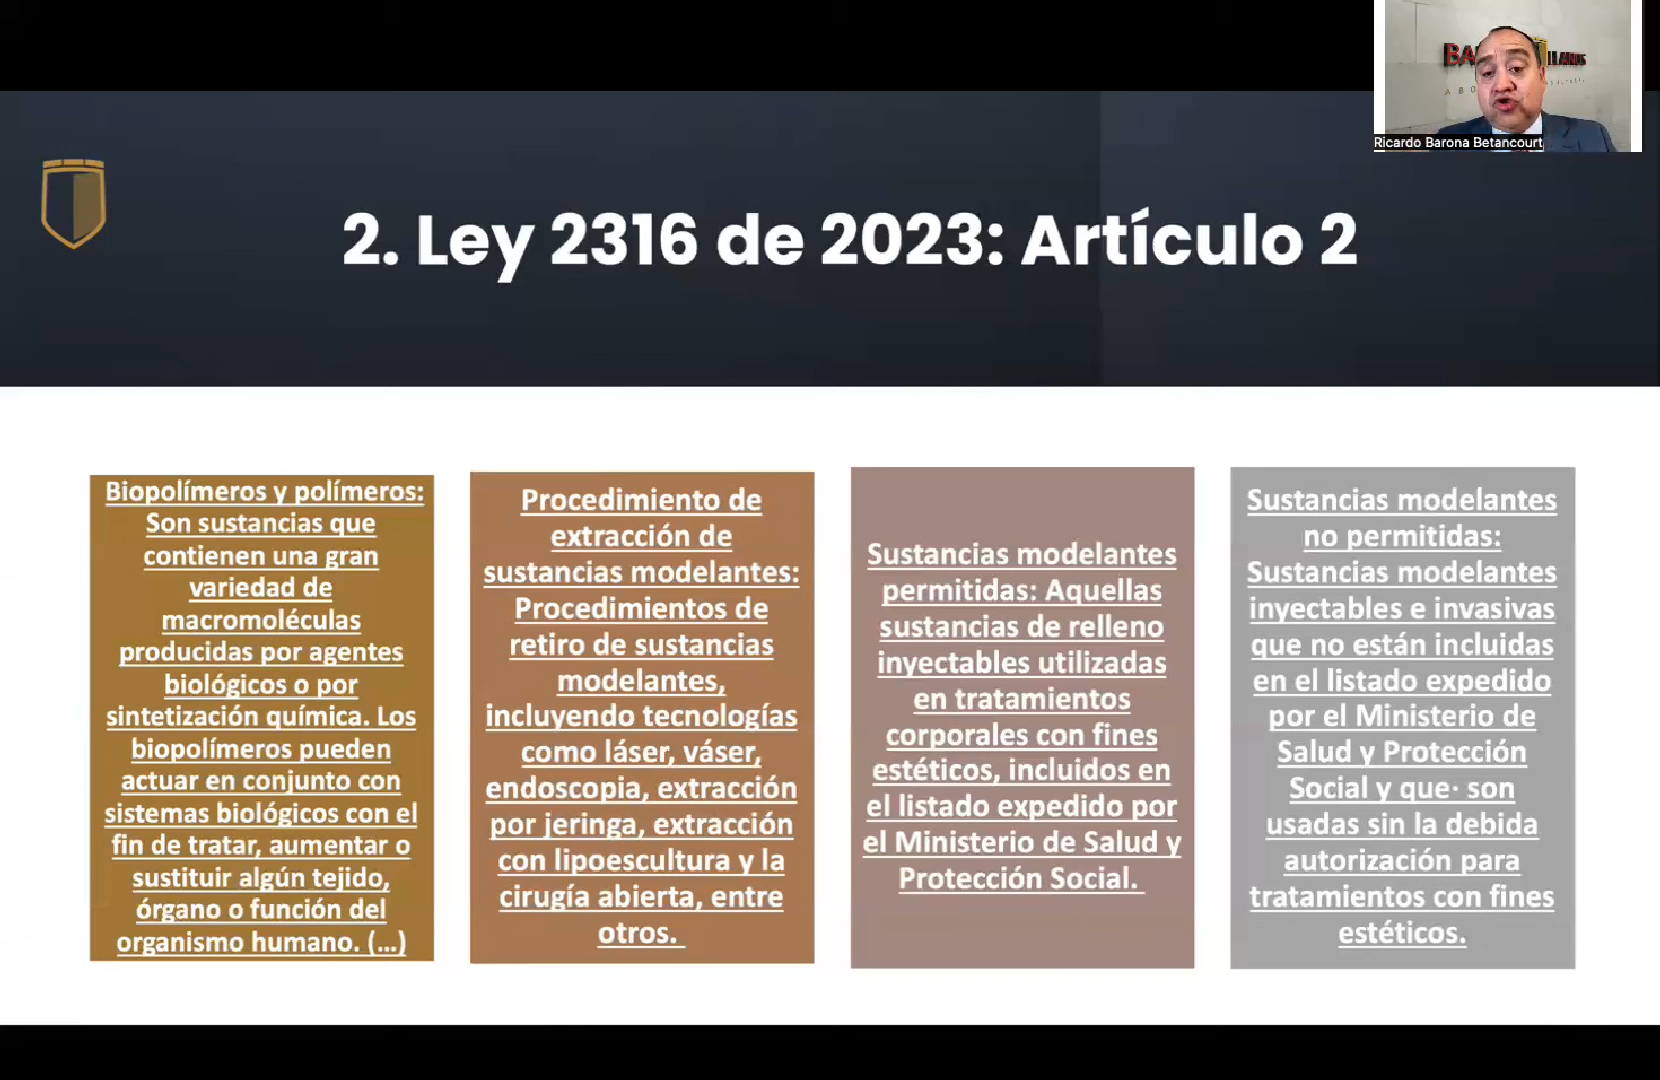 BA
LLANOS
ABO
Ricardo Barona Betancourt
2. Ley 2316 de 2023: Artículo 2
Biopolímeros y polímeros:
Son sustancias que
contienen una gran
variedad de
macromoléculas
producidas por agentes
biológicos o por
sintetización química. Los
biopolímeros pueden
actuar en conjunto con
sistemas biológicos con el
fin de tratar, aumentar o
sustituir algún tejido,
órgano o función del
organismo humano. (...)
Procedimiento de
extracción de
sustancias modelantes:
Procedimientos de
retiro de sustancias
modelantes,
incluyendo tecnologías
como láser, váser,
endoscopia, extracción
por jeringa, extracción
con lipoescultura y la
cirugía abierta, entre
otros.
Sustancias modelantes
permitidas: Aquellas
sustancias de relleno
inyectables utilizadas
en tratamientos
corporales con fines
estéticos, incluidos en
el listado expedido por
el Ministerio de Salud y
Protección Social.
Sustancias modelantes
no permitidas:
Sustancias modelantes
inyectables e invasivas
que no están incluidas
en el listado expedido
por el Ministerio de
Salud y Protección
Social y que· son
usadas sin la debida
autorización para
tratamientos con fines
estéticos.